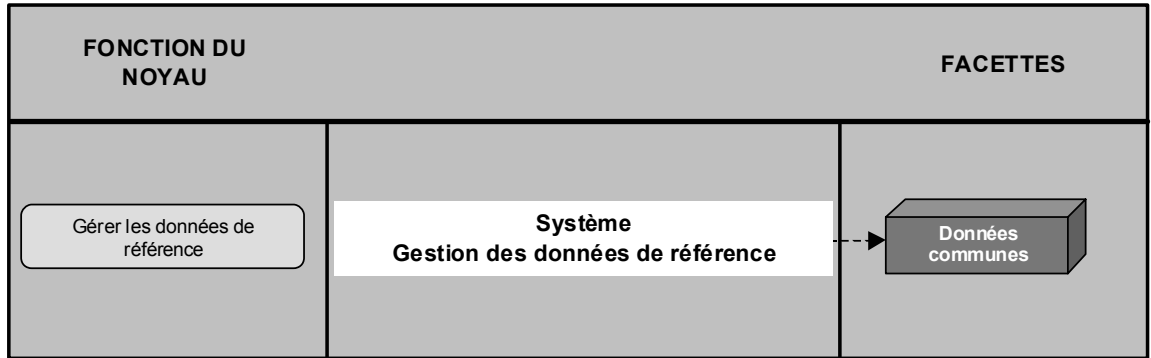 FONCTION DU
NOYAU
FACETTES
Gérer les données de
référence
Système
Gestion des données de référence
Données
communes